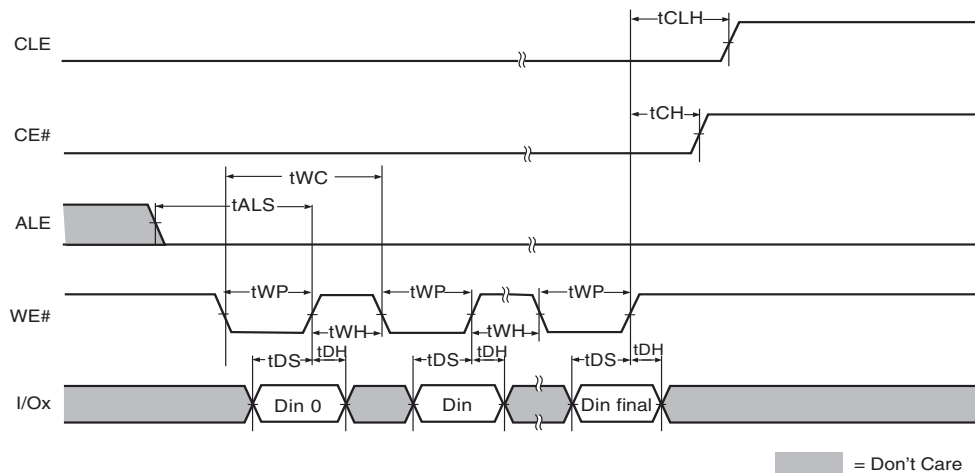 tCLH
CLE
CE#
tCH
tWC
tALS
ALE
tWP
tWP
tWP
WE#
tWH
tWH
tDS
tDH
tDS
tDH
tDS
tDH
I/Ox
Din 0
Din
Din final
= Don't Care